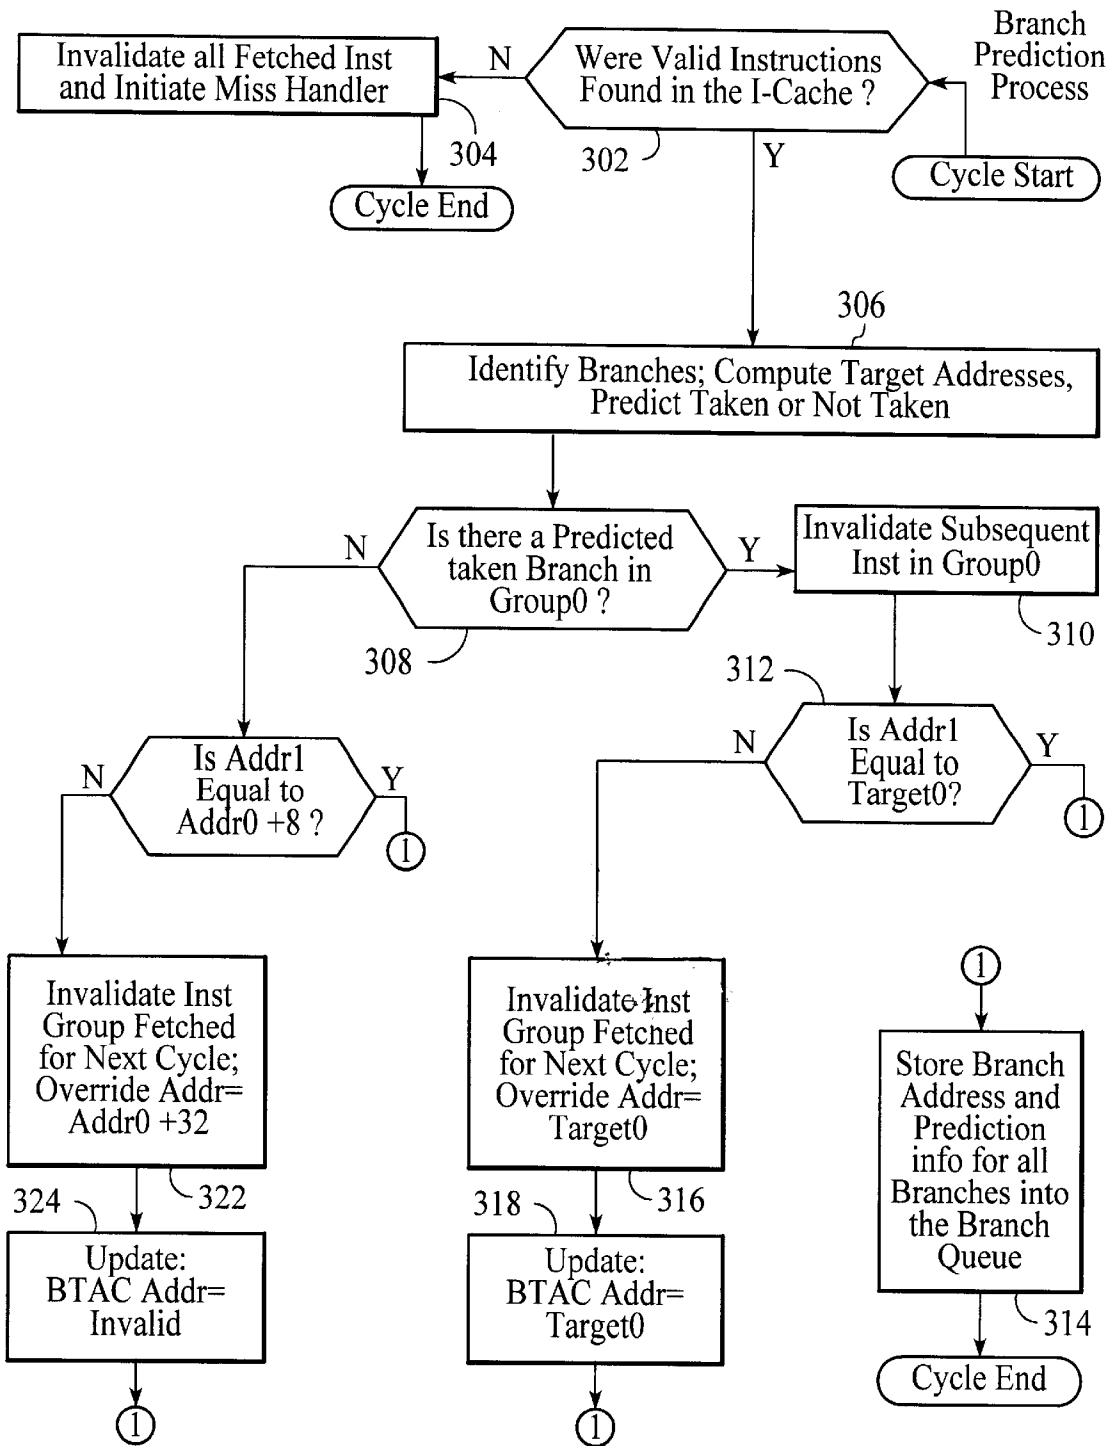 Branch
Prediction
Process
Cycle Start
Were Valid Instructions
Found in the I-Cache ?
302
N
Y
Invalidate all Fetched Inst
and Initiate Miss Handler
304
Cycle End
306
Identify Branches; Compute Target Addresses,
Predict Taken or Not Taken
Is there a Predicted
taken Branch in
Group0 ?
308
N
Y
Invalidate Subsequent
Inst in Group0
310
312
Is Addr1
Equal to
Target0?
N
Y
1
Is Addr1
Equal to
Addr0 +8 ?
N
Y
1
Invalidate Inst
Group Fetched
for Next Cycle;
Override Addr=
Addr0 +32
322
324
Update:
BTAC Addr=
Invalid
1
Invalidate Inst
Group Fetched
for Next Cycle;
Override Addr=
Target0
316
318
Update:
BTAC Addr=
Target0
1
1
Store Branch
Address and
Prediction
info for all
Branches into
the Branch
Queue
314
Cycle End